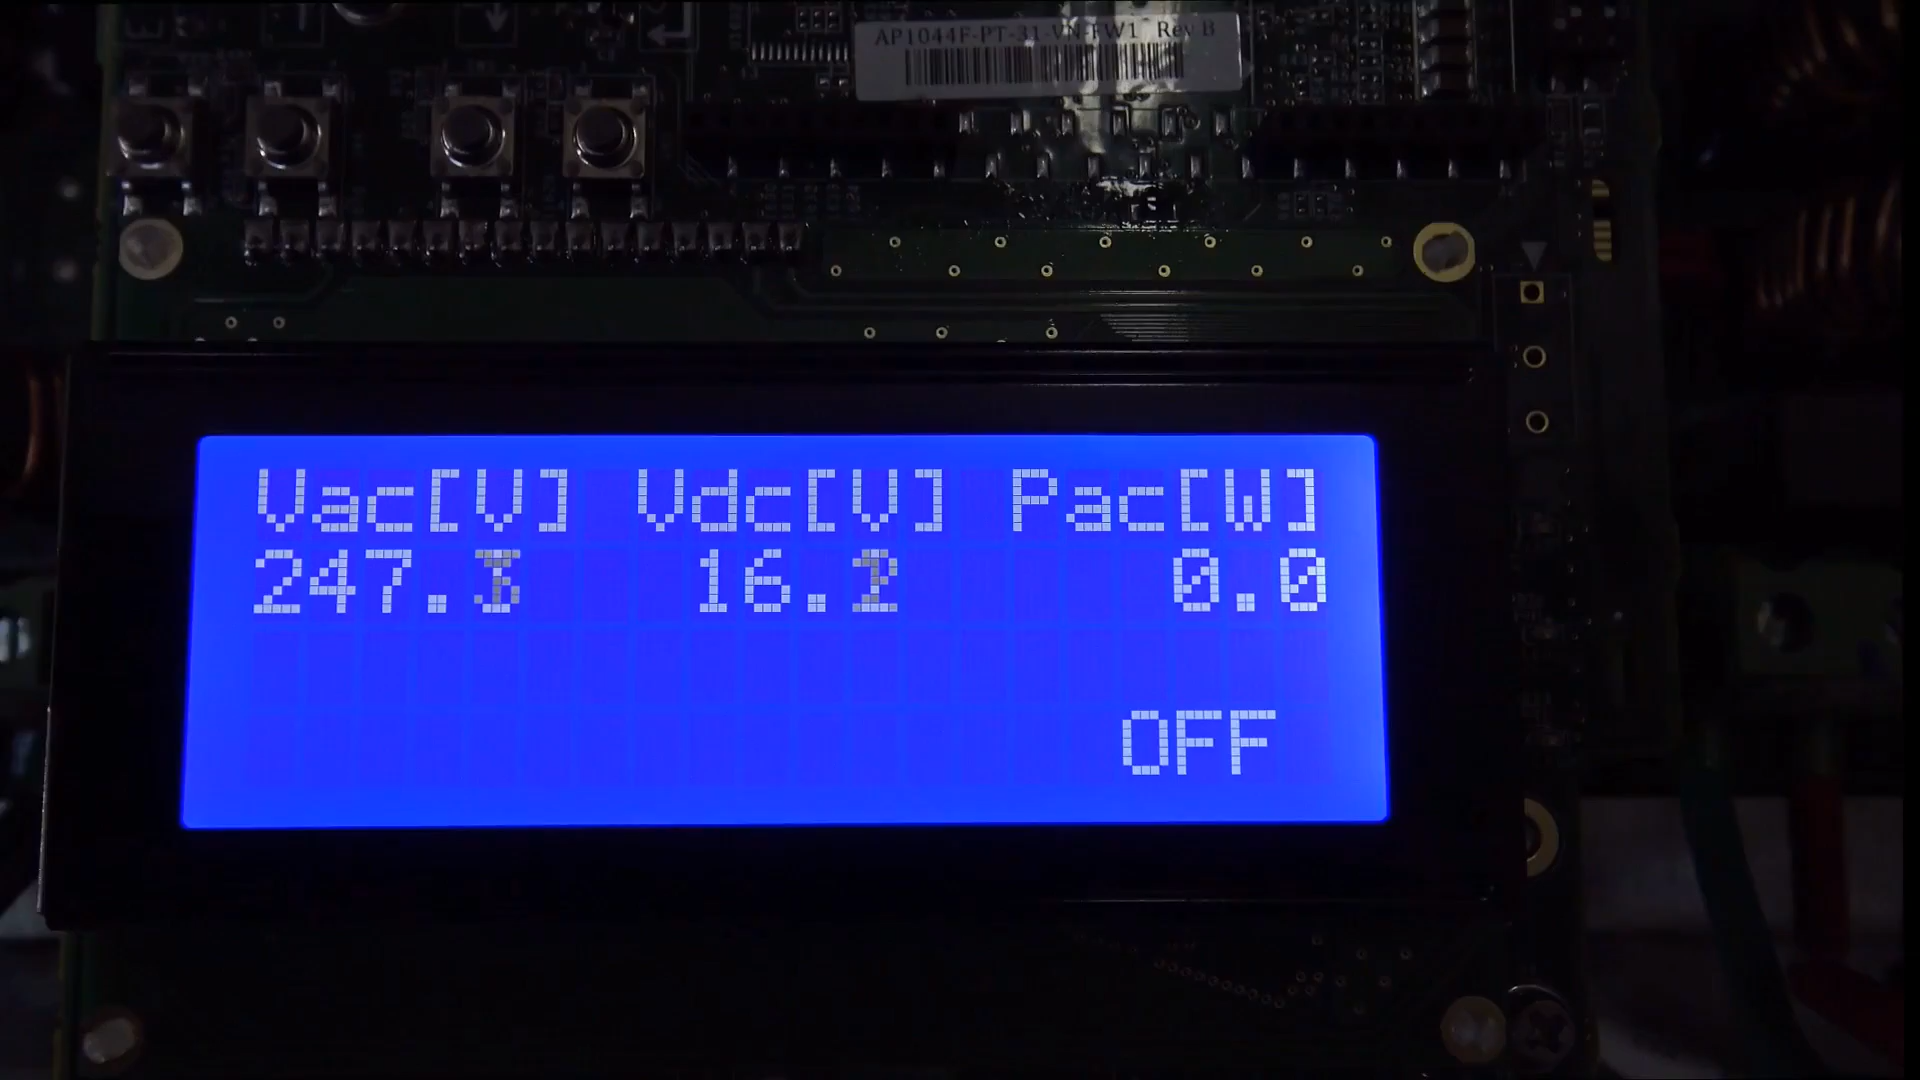 AP1044F-PT-31-VN-FW1 Rev B
Vac[V] Vdc[V] Pac[W]
247.3 16.2 0.0
OFF